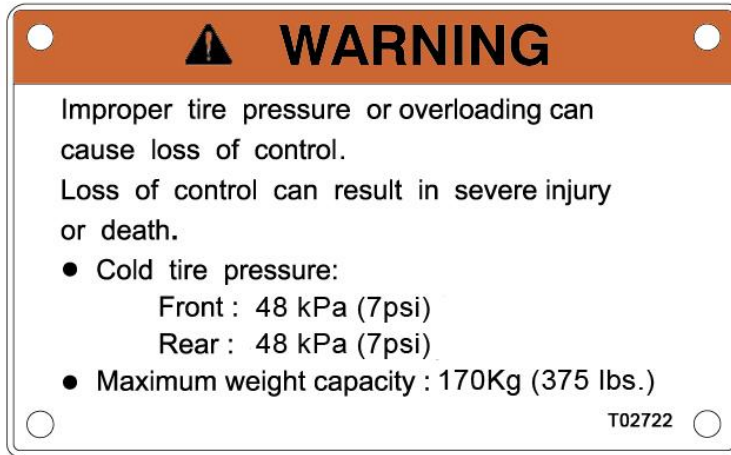 WARNING
Improper tire pressure or overloading can
cause loss of control.
Loss of control can result in severe injury
or death.
● Cold tire pressure:
Front : 48 kPa (7psi)
Rear : 48 kPa (7psi)
● Maximum weight capacity : 170Kg (375 lbs.)
T02722